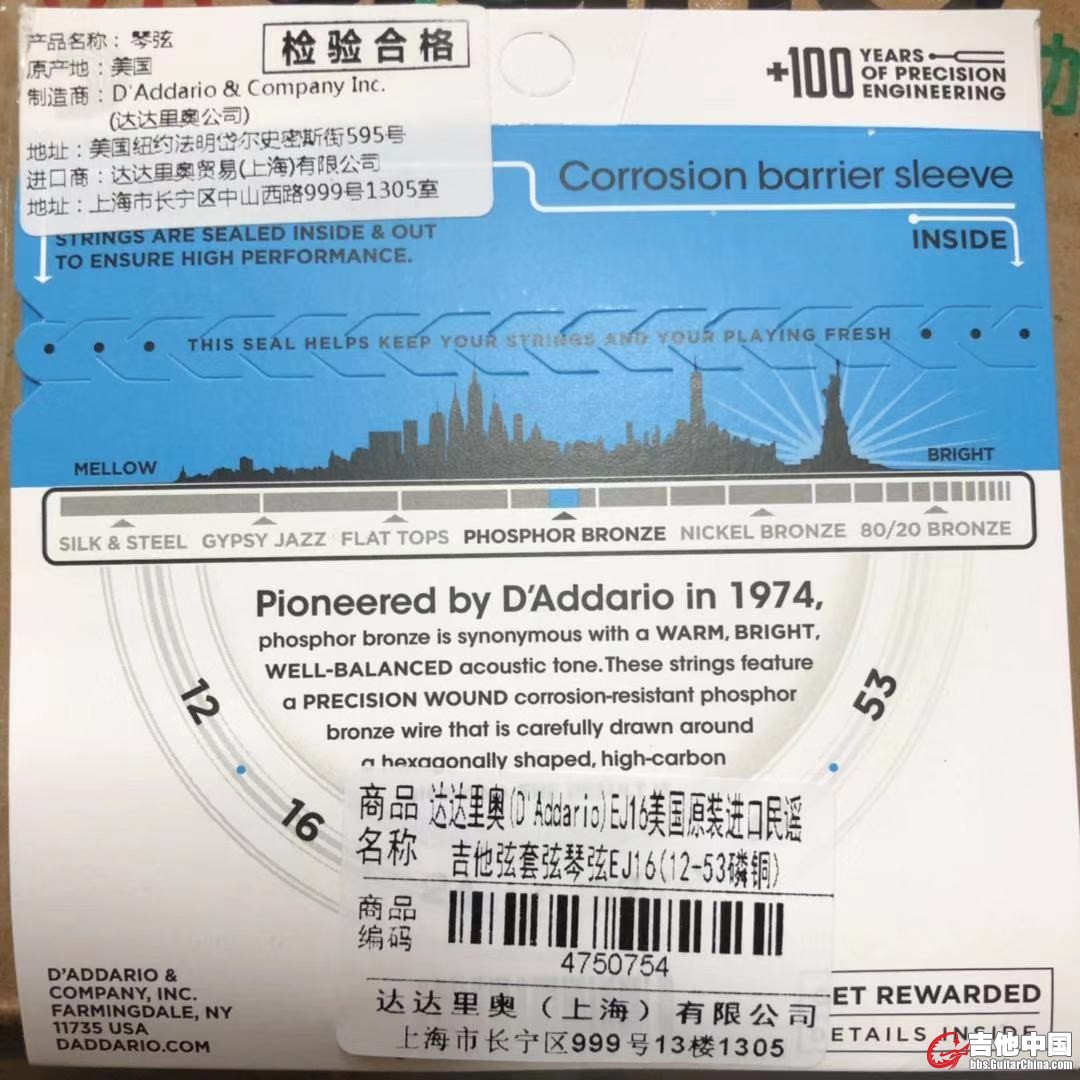 产品名称：琴弦
检验合格
原产地：美国
制造商：D'Addario & Company Inc.
(达达里奥公司)
地址：美国纽约法明岱尔史密斯街595号
进口商：达达里奥贸易(上海)有限公司
地址：上海市长宁区中山西路999号1305室
+100 YEARS OF PRECISION ENGINEERING
Corrosion barrier sleeve
INSIDE
STRINGS ARE SEALED INSIDE & OUT
TO ENSURE HIGH PERFORMANCE.
THIS SEAL HELPS KEEP YOUR STRINGS AND YOUR PLAYING FRESH
MELLOW
BRIGHT
SILK & STEEL GYPSY JAZZ FLAT TOPS PHOSPHOR BRONZE NICKEL BRONZE 80/20 BRONZE
Pioneered by D'Addario in 1974,
phosphor bronze is synonymous with a WARM, BRIGHT,
WELL-BALANCED acoustic tone. These strings feature
a PRECISION WOUND corrosion-resistant phosphor
bronze wire that is carefully drawn around
a hexagonally shaped, high-carbon
12
16
53
商品名称 达达里奥(D'Addario)EJ16美国原装进口民谣
吉他弦套弦琴弦EJ16(12-53磷铜)
商品编码
4750754
达达里奥（上海）有限公司
上海市长宁区999号13楼1305
D'ADDARIO &
COMPANY, INC.
FARMINGDALE, NY
11735 USA
DADDARIO.COM
ET REWARDED
DETAILS INSIDE
吉他中国
bbs.GuitarChina.com